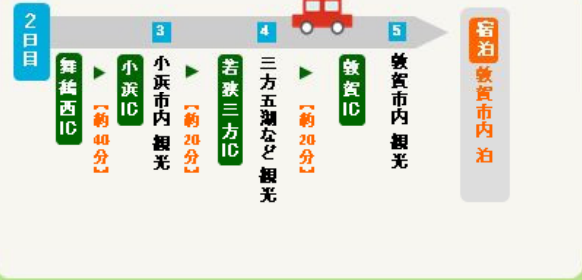 2日目
舞鶴西IC
【約40分】
小浜IC
3
小浜市内 観光
【約20分】
若狭三方IC
4
三方五湖など 観光
【約20分】
敦賀IC
5
敦賀市内 観光
宿泊
敦賀市内 泊